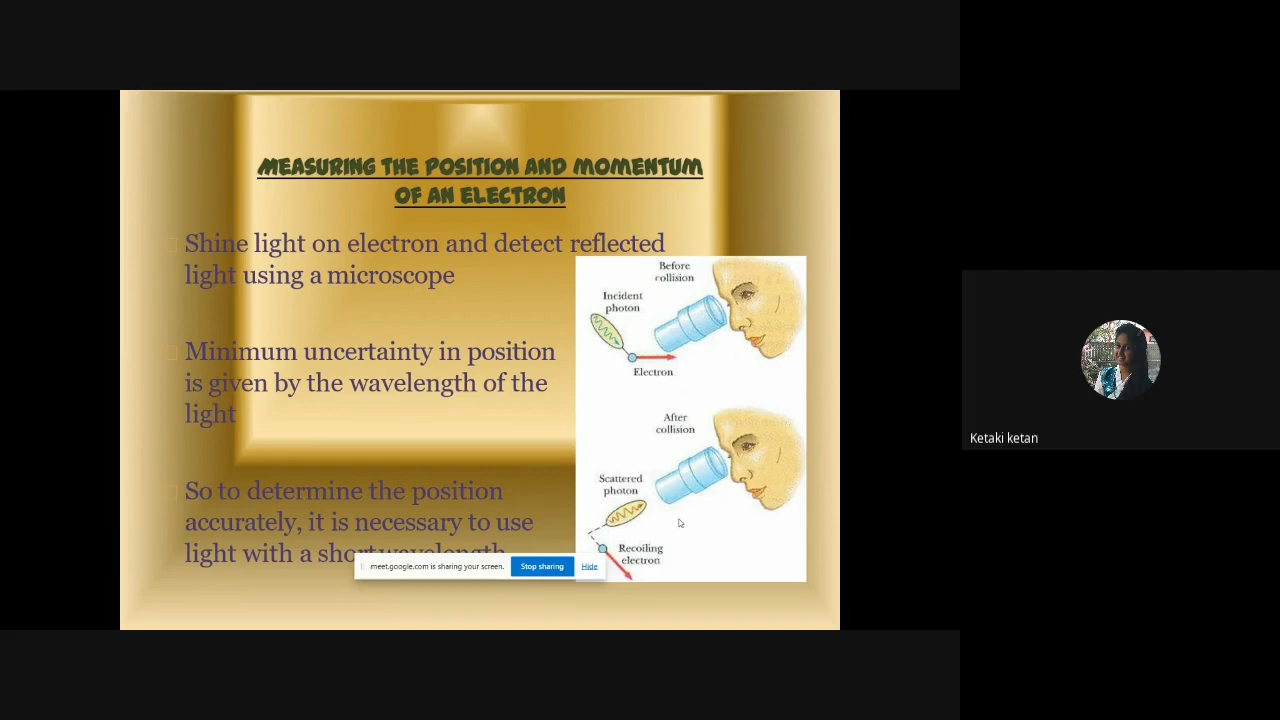 MEASURING THE POSITION AND MOMENTUM
OF AN ELECTRON
Shine light on electron and detect reflected
light using a microscope
Minimum uncertainty in position
is given by the wavelength of the
light
So to determine the position
accurately, it is necessary to use
light with a short wavelength
Before
collision
Incident
photon
Electron
After
collision
Scattered
photon
Recoiling
electron
meet.google.com is sharing your screen.
Stop sharing
Hide
Ketaki ketan